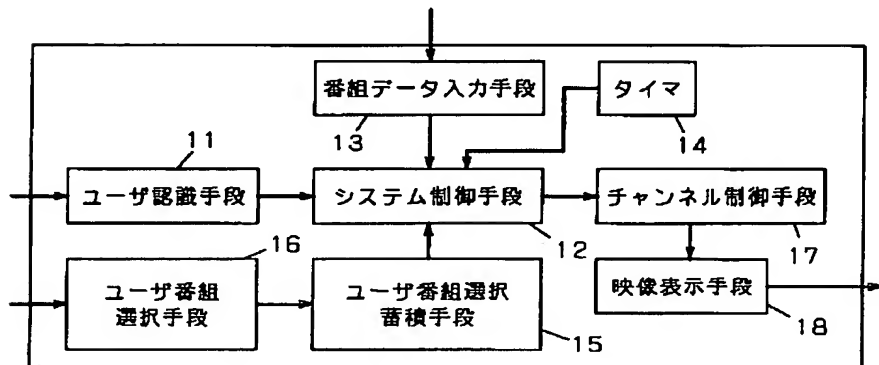 番組データ入力手段
タイマ
13
14
11
ユーザ認識手段
システム制御手段
チャンネル制御手段
16
12
17
ユーザ番組
選択手段
ユーザ番組選択
蓄積手段
映像表示手段
15
18